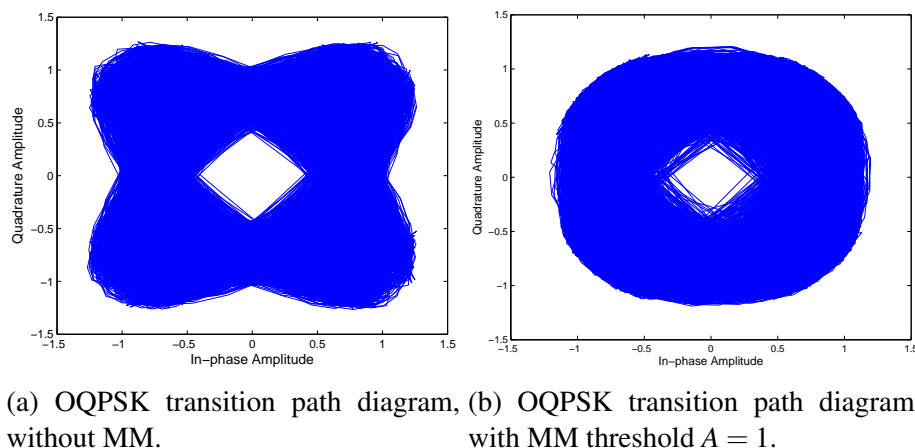 1.5
1
0.5
0
−0.5
−1
−1.5
Quadrature Amplitude
−1.5 −1 −0.5 0 0.5 1 1.5
In−phase Amplitude
1.5
1
0.5
0
−0.5
−1
−1.5
Quadrature Amplitude
−1.5 −1 −0.5 0 0.5 1 1.5
In−phase Amplitude
(a) OQPSK transition path diagram,
without MM.
(b) OQPSK transition path diagram
with MM threshold A = 1.